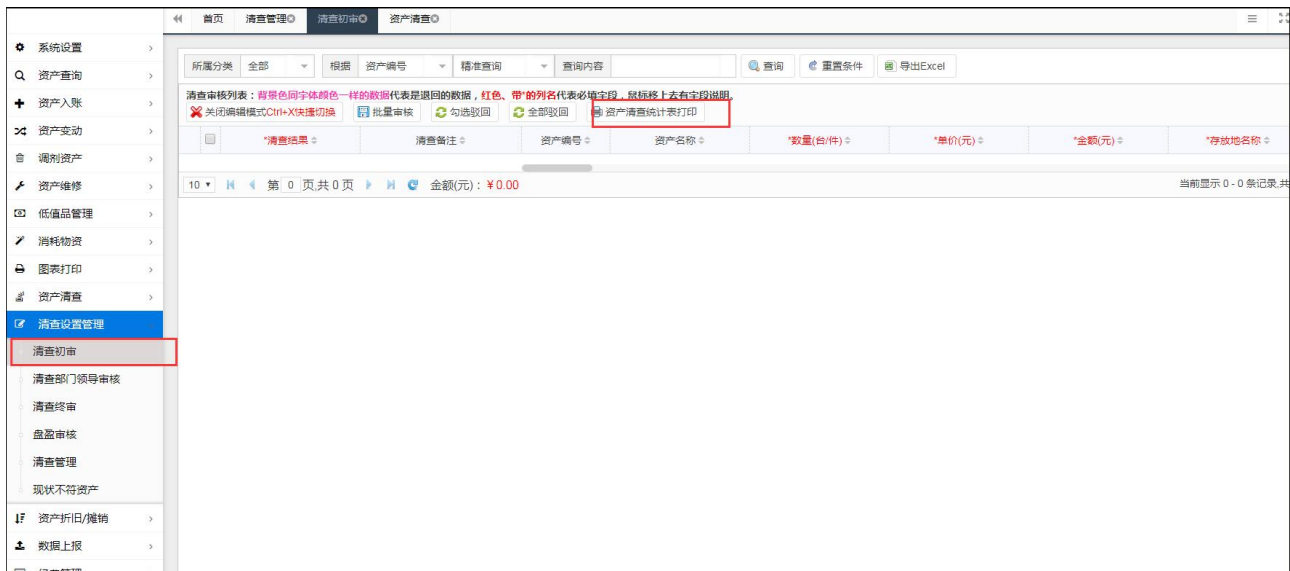 首页 清查管理 清查初审 资产清查
系统设置
资产查询
资产入账
资产变动
调剂资产
资产维修
低值品管理
消耗物资
图表打印
资产清查
清查设置管理
清查初审
清查部门领导审核
清查终审
盘盈审核
清查管理
现状不符资产
资产折旧/摊销
数据上报
所属分类 全部 根据 资产编号 精准查询 查询内容 查询 重置条件 导出Excel
清查审核列表：背景色同字体颜色一样的数据代表是退回的数据，红色、带*的列名代表必填字段，鼠标移上去有字段说明。
关闭编辑模式Ctrl+X快捷切换 批量审核 勾选驳回 全部驳回 资产清查统计表打印
*清查结果 清查备注 资产编号 资产名称 *数量(台/件) *单价(元) *金额(元) *存放地名称
10 第 0 页,共 0 页 金额(元)：¥0.00 当前显示 0 - 0 条记录,共